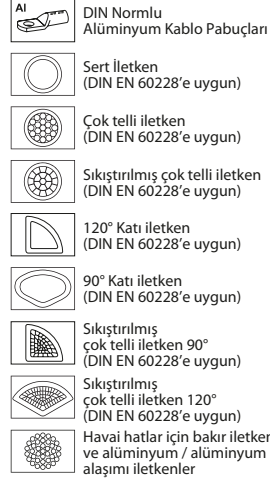 Al
DIN Normlu
Alüminyum Kablo Pabuçları
Sert İletken
(DIN EN 60228'e uygun)
Çok telli iletken
(DIN EN 60228'e uygun)
Sıkıştırılmış çok telli iletken
(DIN EN 60228'e uygun)
120° Katı iletken
(DIN EN 60228'e uygun)
90° Katı iletken
(DIN EN 60228'e uygun)
Sıkıştırılmış
çok telli iletken 90°
(DIN EN 60228'e uygun)
Sıkıştırılmış
çok telli iletken 120°
(DIN EN 60228'e uygun)
Havai hatlar için bakır iletken
ve alüminyum / alüminyum
alaşımı iletkenler